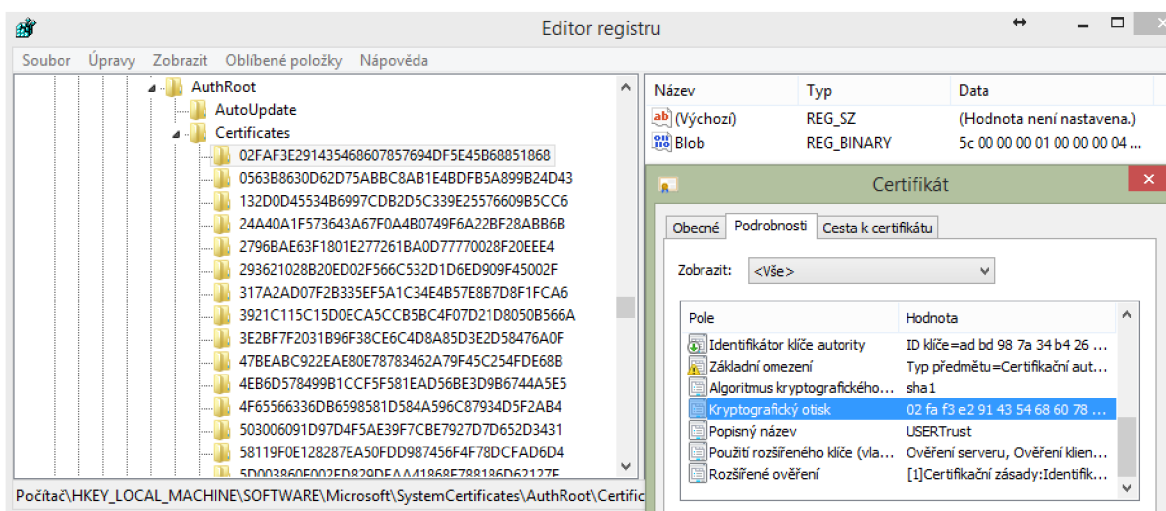 Editor registru
Soubor Úpravy Zobrazit Oblíbené položky Nápověda
AuthRoot
AutoUpdate
Certificates
02FAF3E291435468607857694DF5E45B68851868
0563B8630D62D75ABBC8AB1E4BDFB5A899B24D43
132D0D45534B6997CDB2D5C339E25576609B5CC6
24A40A1F573643A67F0A4B0749F6A22BF28ABB6B
2796BAE63F1801E277261BA0D77770028F20EEE4
293621028B20ED02F566C532D1D6ED909F45002F
317A2AD07F2B335EF5A1C34E4B57E8B7D8F1FCA6
3921C115C15D0ECA5CCB5BC4F07D21D8050B566A
3E2BF7F2031B96F38CE6C4D8A85D3E2D58476A0F
47BEABC922EAE80E78783462A79F45C254FDE68B
4EB6D578499B1CCF5F581EAD56BE3D9B6744A5E5
4F65566336DB6598581D584A596C87934D5F2AB4
503006091D97D4F5AE39F7CBE7927D7D652D3431
58119F0E128287EA50FDD987456F4F78DCFAD6D4
5D003860F002ED829DEAA41868F788186D62127F
Počítač\HKEY_LOCAL_MACHINE\SOFTWARE\Microsoft\SystemCertificates\AuthRoot\Certific
Název Typ Data
(Výchozí) REG_SZ (Hodnota není nastavena.)
Blob REG_BINARY 5c 00 00 00 01 00 00 00 04 ...
Certifikát
Obecné Podrobnosti Cesta k certifikátu
Zobrazit: <Vše>
Pole Hodnota
Identifikátor klíče autority ID klíče=ad bd 98 7a 34 b4 26 ...
Základní omezení Typ předmětu=Certifikační aut...
Algoritmus kryptografického... sha1
Kryptografický otisk 02 fa f3 e2 91 43 54 68 60 78 ...
Popisný název USERTrust
Použití rozšířeného klíče (vla... Ověření serveru, Ověření klien...
Rozšířené ověření [1]Certifikační zásady:Identifik...